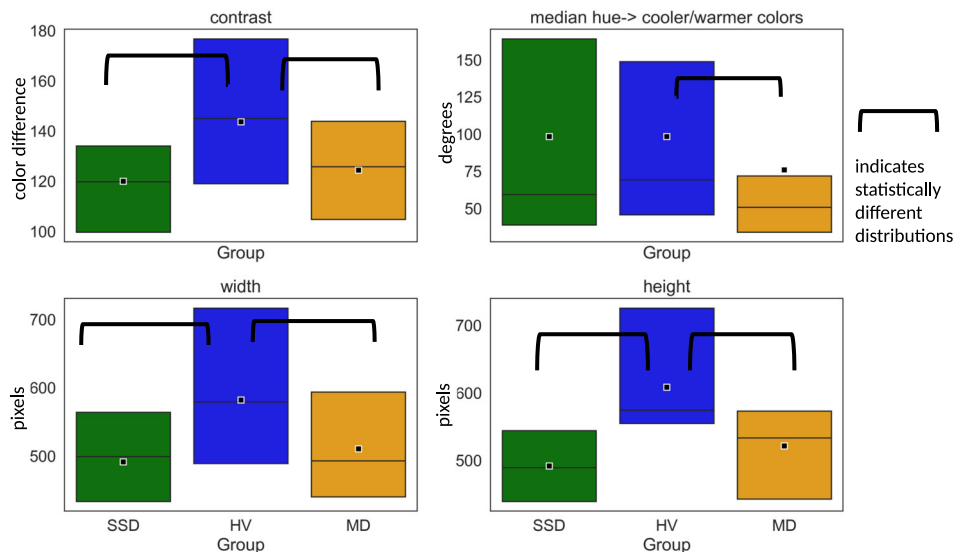 contrast
median hue-> cooler/warmer colors
180
160
140
120
100
color difference
Group
150
125
100
75
50
degrees
Group
indicates
statistically
different
distributions
width
height
700
600
500
pixels
SSD HV MD
Group
700
600
500
pixels
SSD HV MD
Group